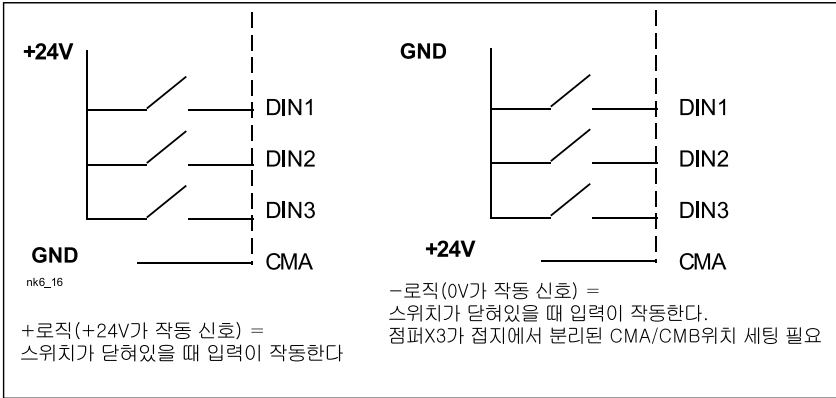 +24V
DIN1
DIN2
DIN3
GND
CMA
nk6_16
+로직(+24V가 작동 신호) =
스위치가 닫혀있을 때 입력이 작동한다
GND
DIN1
DIN2
DIN3
+24V
CMA
−로직(0V가 작동 신호) =
스위치가 닫혀있을 때 입력이 작동한다.
점퍼X3가 접지에서 분리된 CMA/CMB위치 세팅 필요